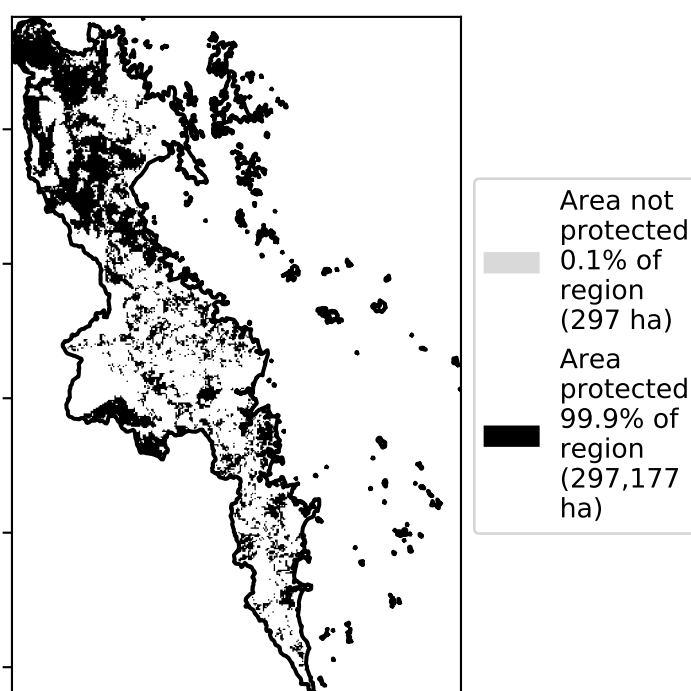 Area not
protected
0.1% of
region
(297 ha)
Area
protected
99.9% of
region
(297,177
ha)